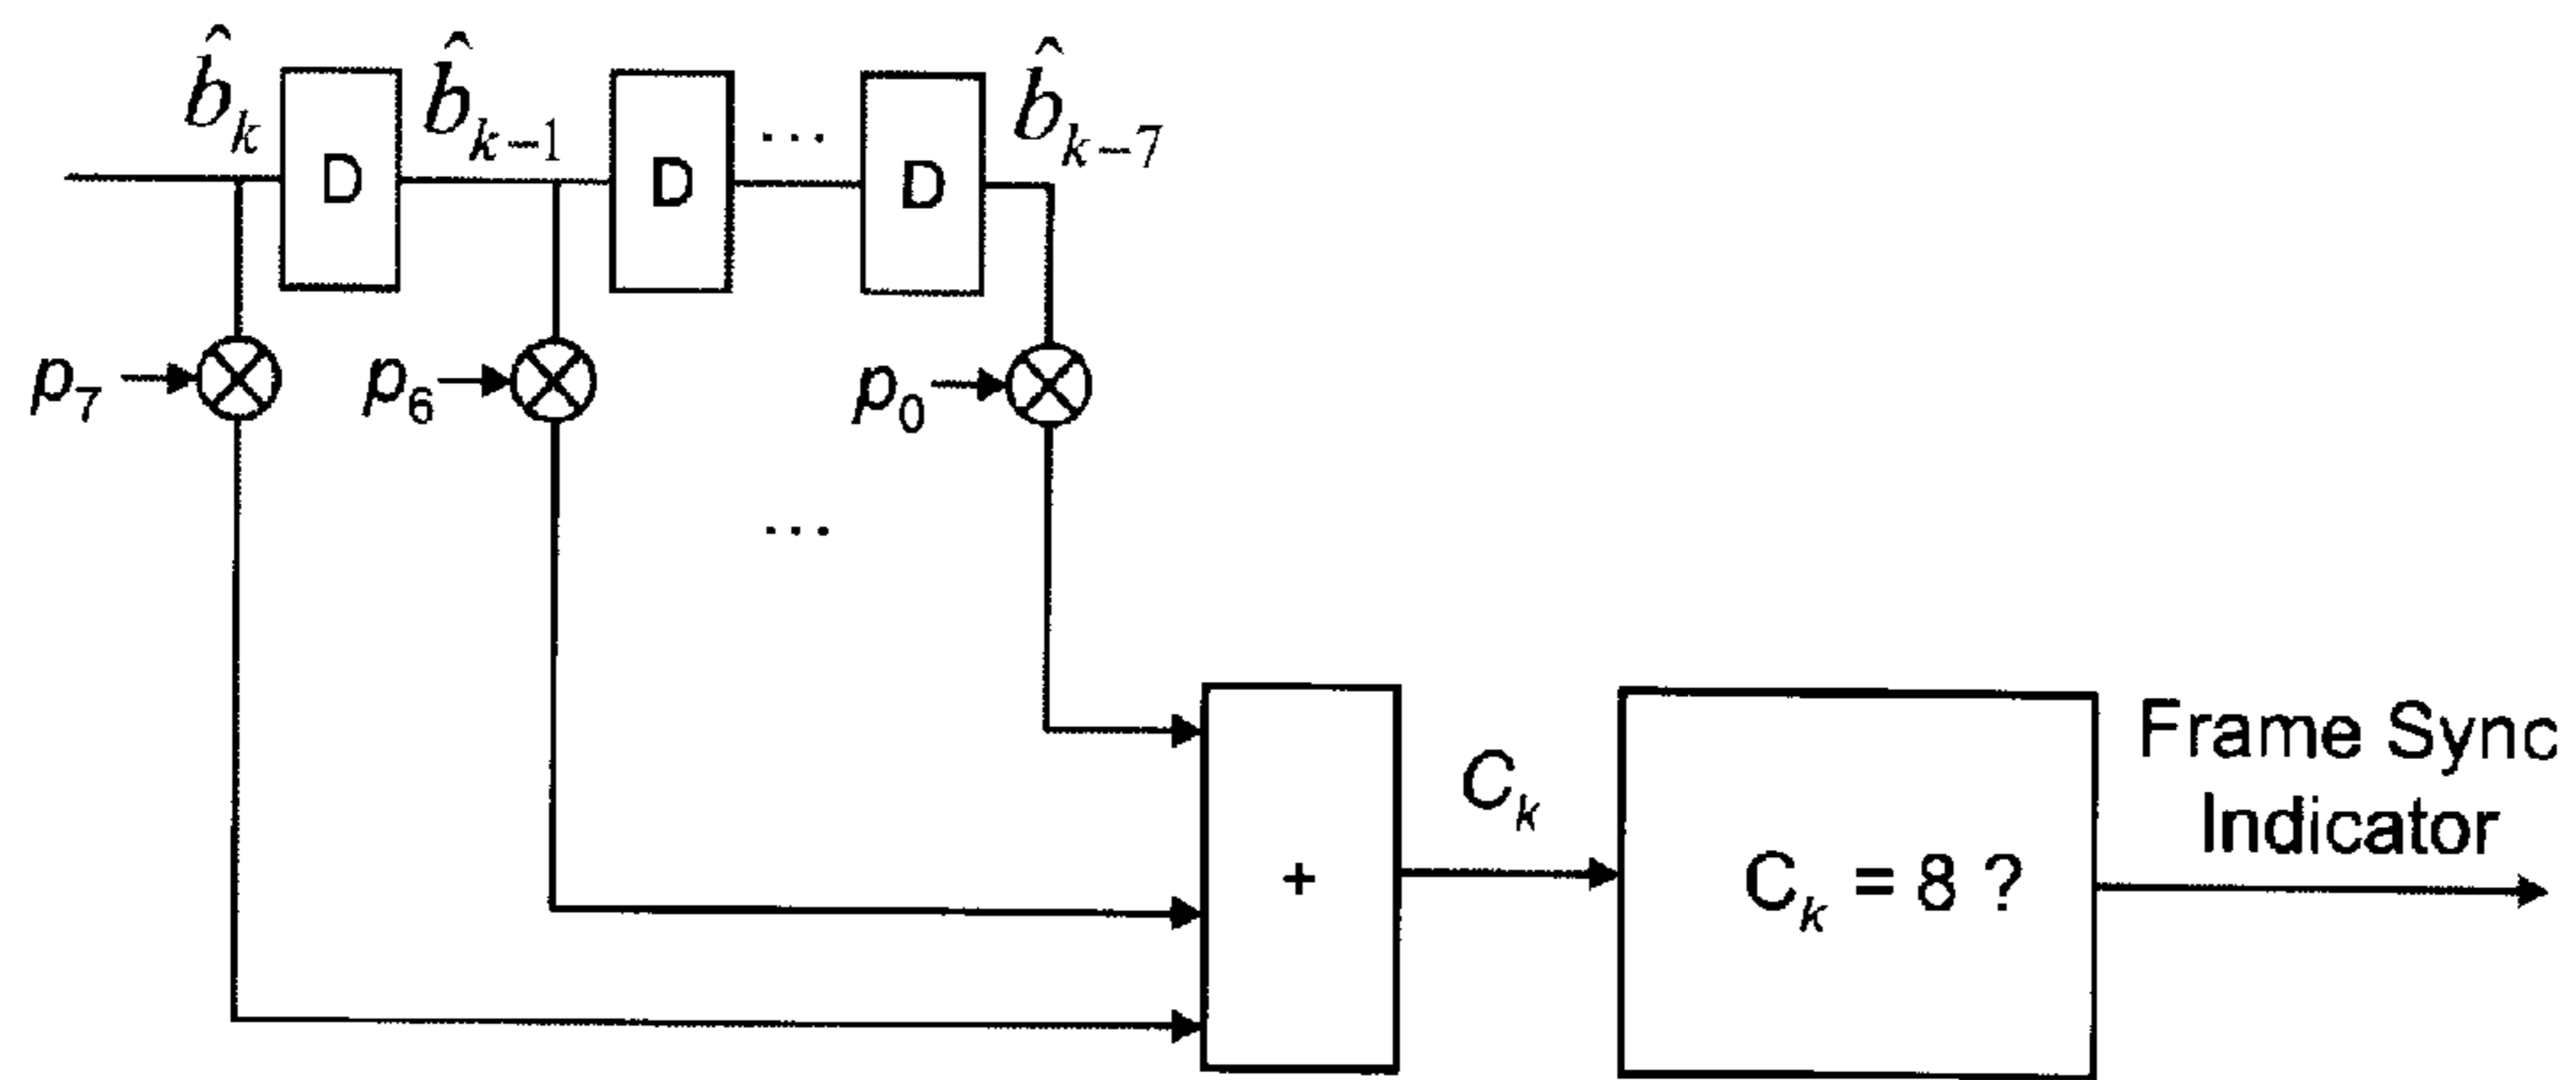 b̂ₖ D b̂ₖ₋₁ D ... D b̂ₖ₋₇
p₇ p₆ p₀
...
+ Cₖ Cₖ = 8 ?
Frame Sync
Indicator